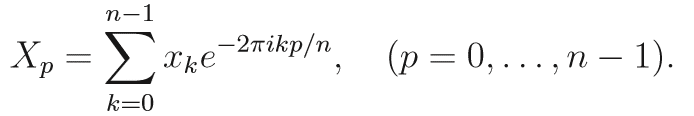 $X_p = \sum_{k=0}^{n-1} x_k e^{-2\pi i k p/n}, \quad (p = 0, \ldots, n-1).$